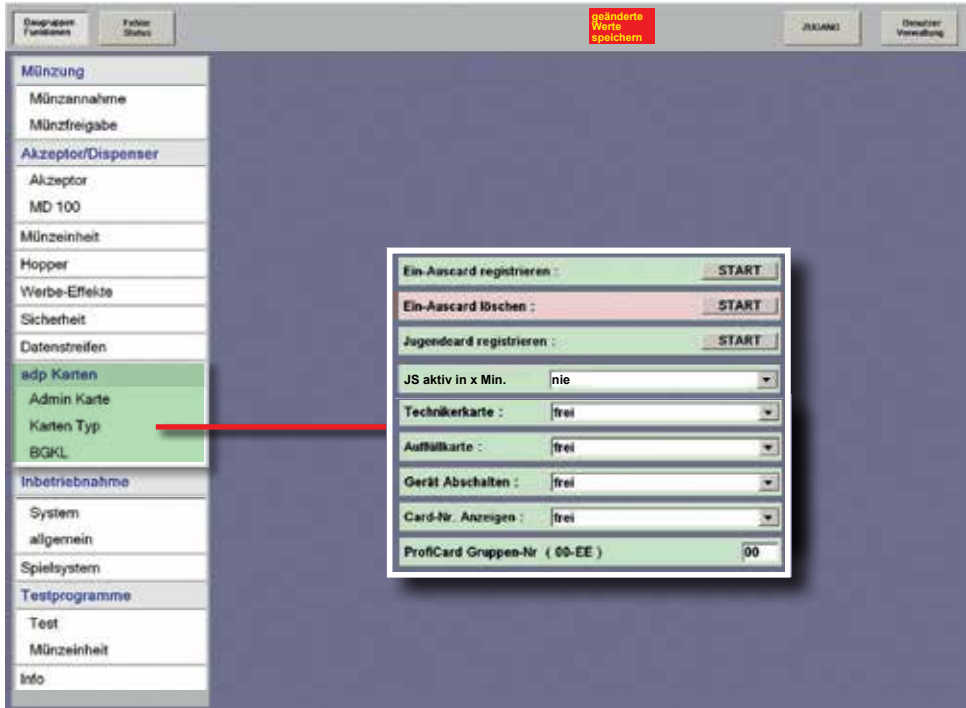 Baugruppen
Funktionen
Fehler
Status
geänderte
Werte
speichern
ZUGANG
Benutzer
Verwaltung
Münzung
Münzannahme
Münzfreigabe
Akzeptor/Dispenser
Akzeptor
MD 100
Münzeinheit
Hopper
Werbe-Effekte
Sicherheit
Datenstreifen
adp Karten
Admin Karte
Karten Typ
BGKL
Inbetriebnahme
System
allgemein
Spielsystem
Testprogramme
Test
Münzeinheit
Info
Ein-Auscard registrieren : START
Ein-Auscard löschen : START
Jugendcard registrieren : START
JS aktiv in x Min. nie
Technikerkarte : frei
Auffüllkarte : frei
Gerät Abschalten : frei
Card-Nr. Anzeigen : frei
ProfiCard Gruppen-Nr ( 00-EE ) 00